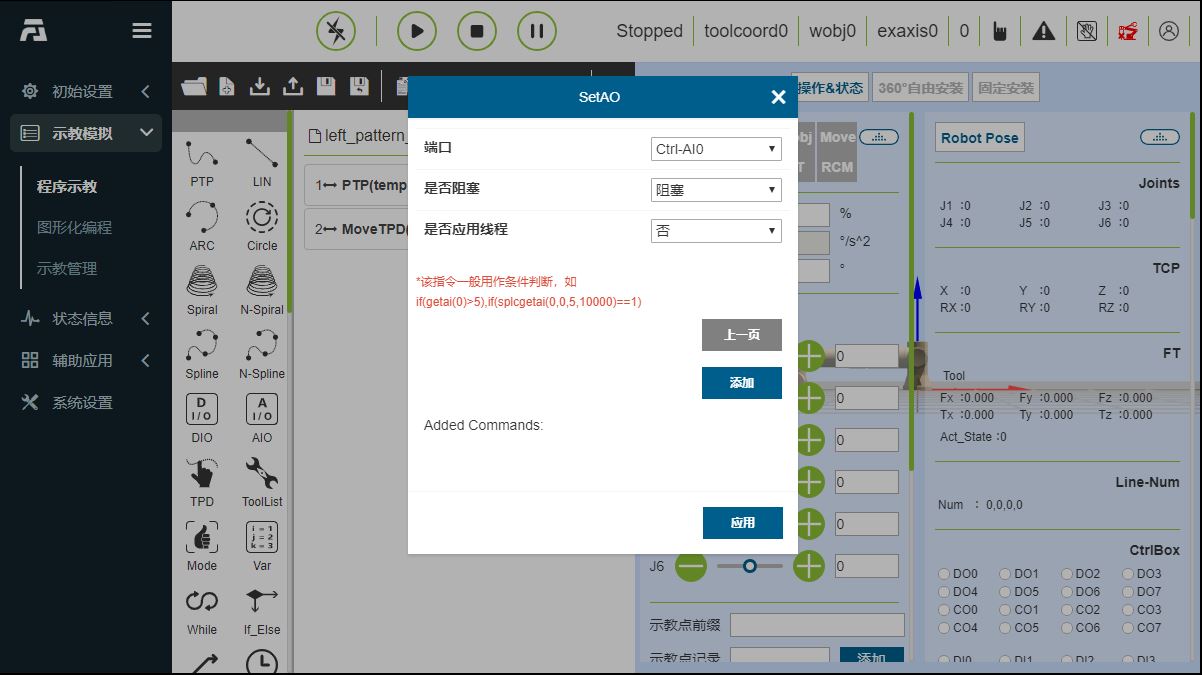 Stopped
toolcoord0
wobj0
exaxis0
0
初始设置
示教模拟
程序示教
图形化编程
示教管理
状态信息
辅助应用
系统设置
PTP
LIN
ARC
Circle
Spiral
N-Spiral
Spline
N-Spline
D
I/O
DIO
A
I/O
AIO
TPD
ToolList
Mode
i = 1
j = 2
k = 3
Var
While
If_Else
left_pattern_
1 PTP(temp
2 MoveTPD(
SetAO
端口
Ctrl-AI0
是否阻塞
阻塞
是否应用线程
否
*该指令一般用作条件判断，如
if(getai(0)>5),if(splcgetai(0,0,5,10000)==1)
上一页
添加
Added Commands:
应用
操作&状态
360°自由安装
固定安装
bj
T
Move
RCM
%
°/s^2
°
0
0
0
0
0
J6
0
示教点前缀
示教点记录
添加
Robot Pose
Joints
J1 :0 J2 :0 J3 :0
J4 :0 J5 :0 J6 :0
TCP
X :0 Y :0 Z :0
RX :0 RY :0 RZ :0
FT
Tool
Fx :0.000 Fy :0.000 Fz :0.000
Tx :0.000 Ty :0.000 Tz :0.000
Act_State :0
Line-Num
Num : 0,0,0,0
CtrlBox
DO0 DO1 DO2 DO3
DO4 DO5 DO6 DO7
CO0 CO1 CO2 CO3
CO4 CO5 CO6 CO7
DI0 DI1 DI2 DI3